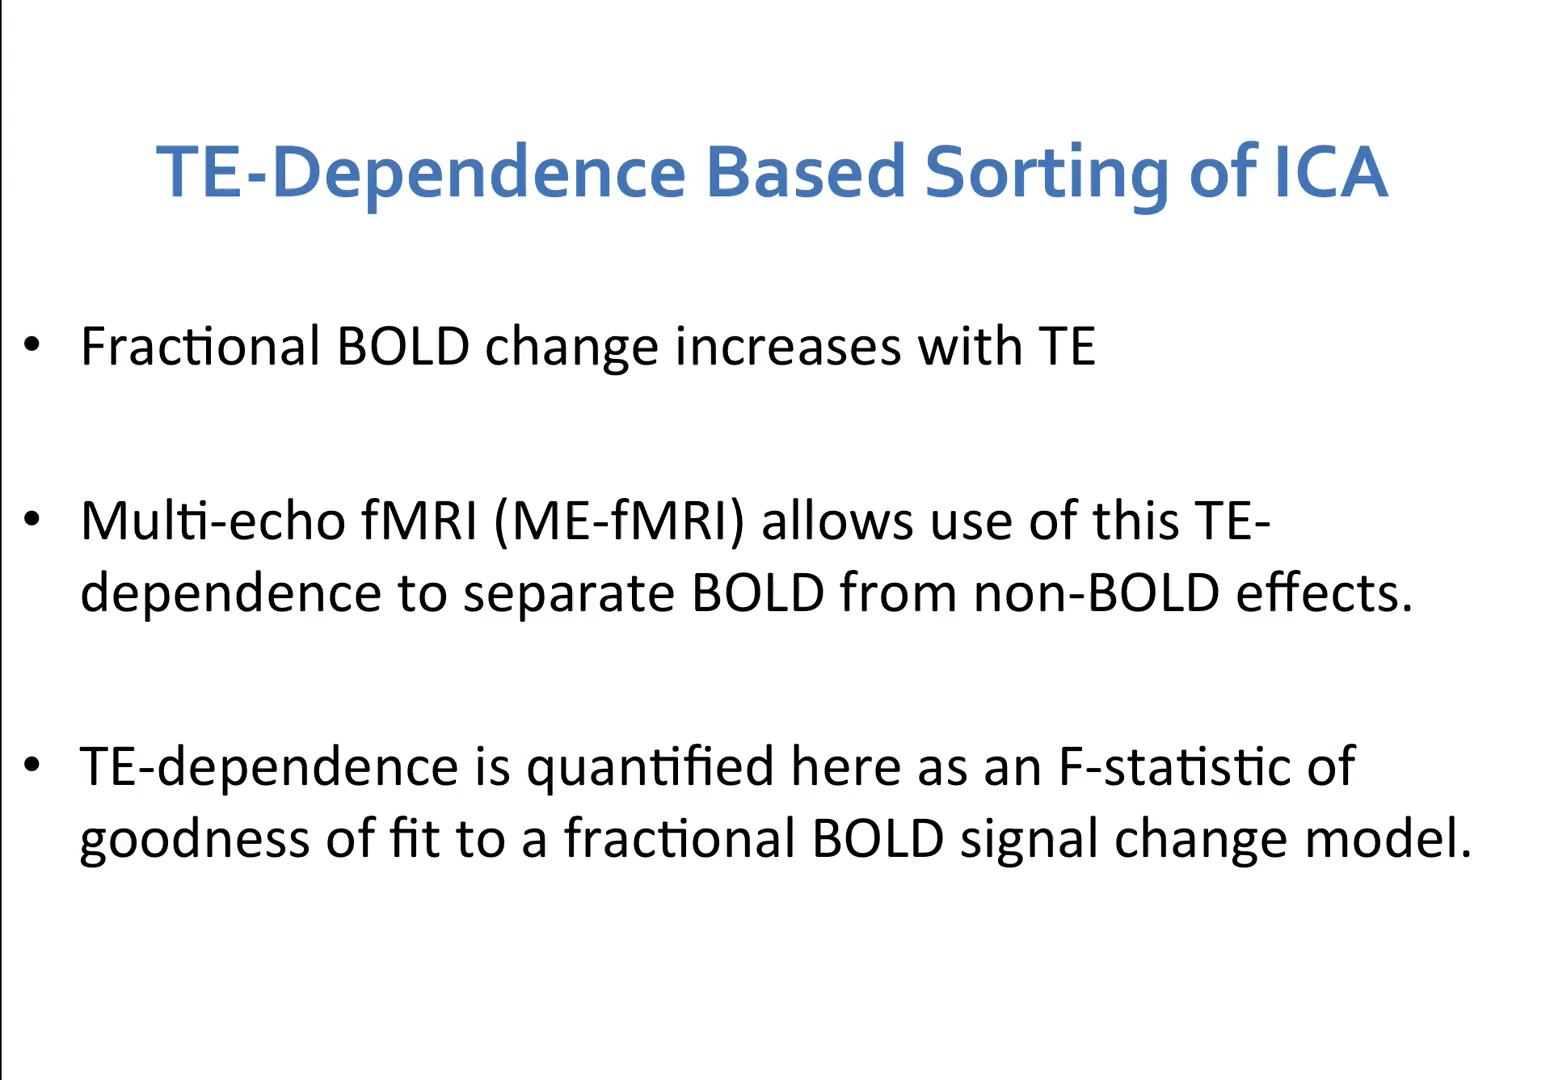 TE-Dependence Based Sorting of ICA
• Fractional BOLD change increases with TE
• Multi-echo fMRI (ME-fMRI) allows use of this TE-
dependence to separate BOLD from non-BOLD effects.
• TE-dependence is quantified here as an F-statistic of
goodness of fit to a fractional BOLD signal change model.